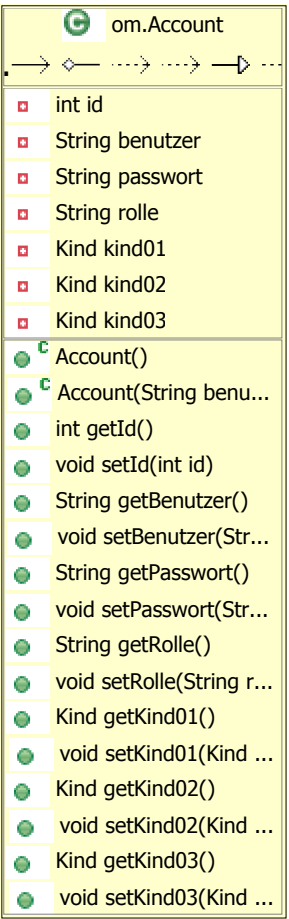 om.Account
int id
String benutzer
String passwort
String rolle
Kind kind01
Kind kind02
Kind kind03
Account()
Account(String benu...
int getId()
void setId(int id)
String getBenutzer()
void setBenutzer(Str...
String getPasswort()
void setPasswort(Str...
String getRolle()
void setRolle(String r...
Kind getKind01()
void setKind01(Kind ...
Kind getKind02()
void setKind02(Kind ...
Kind getKind03()
void setKind03(Kind ...